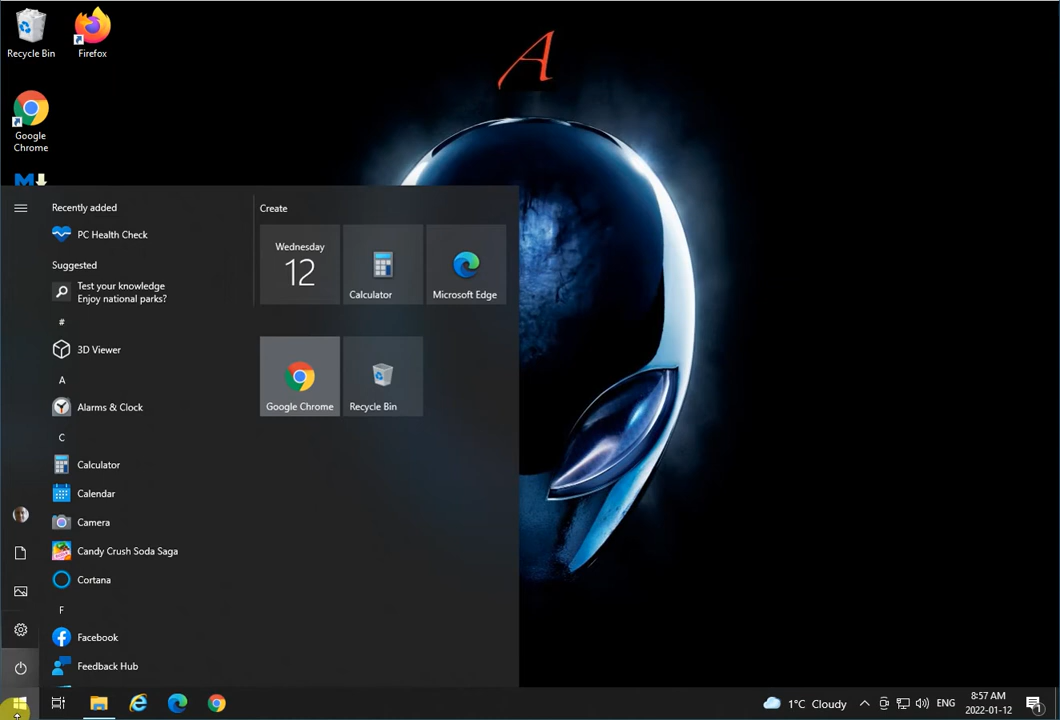 Recycle Bin
Firefox
Google
Chrome
A
Recently added
PC Health Check
Suggested
Test your knowledge
Enjoy national parks?
#
3D Viewer
A
Alarms & Clock
C
Calculator
Calendar
Camera
Candy Crush Soda Saga
Cortana
F
Facebook
Feedback Hub
Create
Wednesday
12
Calculator
Microsoft Edge
Google Chrome
Recycle Bin
1°C Cloudy
ENG
8:57 AM
2022-01-12
1